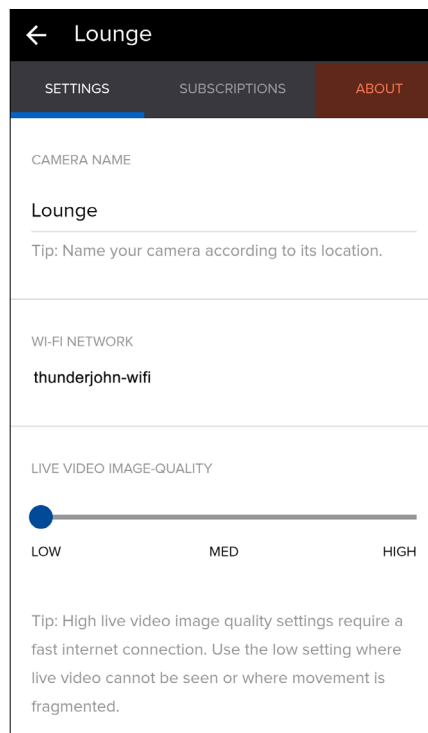 Lounge
SETTINGS SUBSCRIPTIONS ABOUT
CAMERA NAME
Lounge
Tip: Name your camera according to its location.
WI-FI NETWORK
thunderjohn-wifi
LIVE VIDEO IMAGE-QUALITY
LOW MED HIGH
Tip: High live video image quality settings require a
fast internet connection. Use the low setting where
live video cannot be seen or where movement is
fragmented.